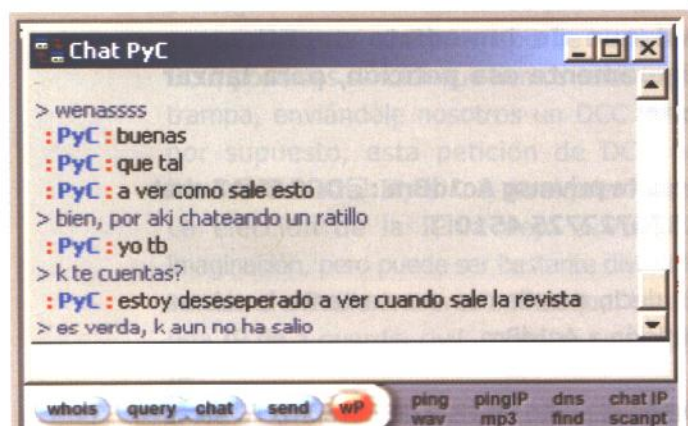 Chat PyC
> wenassss
:PyC: buenas
:PyC: que tal
:PyC: a ver como sale esto
> bien, por aki chateando un ratillo
:PyC: yo tb
> k te cuentas?
:PyC: estoy deseseperado a ver cuando sale la revista
> es verda, k aun no ha salio
whois query chat send wP ping pingIP dns chat IP
wav mp3 find scanpt